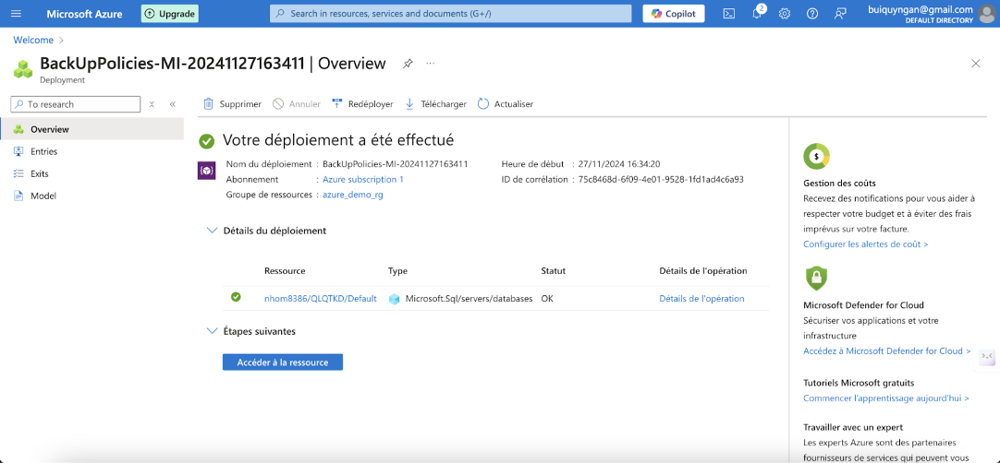 Microsoft Azure
Upgrade
Search in resources, services and documents (G+/)
Copilot
2
buiquyngan@gmail.com
DEFAULT DIRECTORY
Welcome
BackUpPolicies-MI-20241127163411 | Overview
...
Deployment
To research
Overview
Entries
Exits
Model
Supprimer
Annuler
Redéployer
Télécharger
Actualiser
Votre déploiement a été effectué
Nom du déploiement : BackUpPolicies-MI-20241127163411
Abonnement : Azure subscription 1
Groupe de ressources : azure_demo_rg
Heure de début : 27/11/2024 16:34:20
ID de corrélation : 75c8468d-6f09-4e01-9528-1fd1ad4c6a93
Détails du déploiement
Ressource Type Statut Détails de l'opération
nhom8386/QLQTKD/Default Microsoft.Sql/servers/databases OK Détails de l'opération
Étapes suivantes
Accéder à la ressource
$
Gestion des coûts
Recevez des notifications pour vous aider à
respecter votre budget et à éviter des frais
imprévus sur votre facture.
Configurer les alertes de coût >
Microsoft Defender for Cloud
Sécuriser vos applications et votre
infrastructure
Accédez à Microsoft Defender for Cloud >
Tutoriels Microsoft gratuits
Commencer l'apprentissage aujourd'hui >
Travailler avec un expert
Les experts Azure sont des partenaires
fournisseurs de services qui peuvent vous